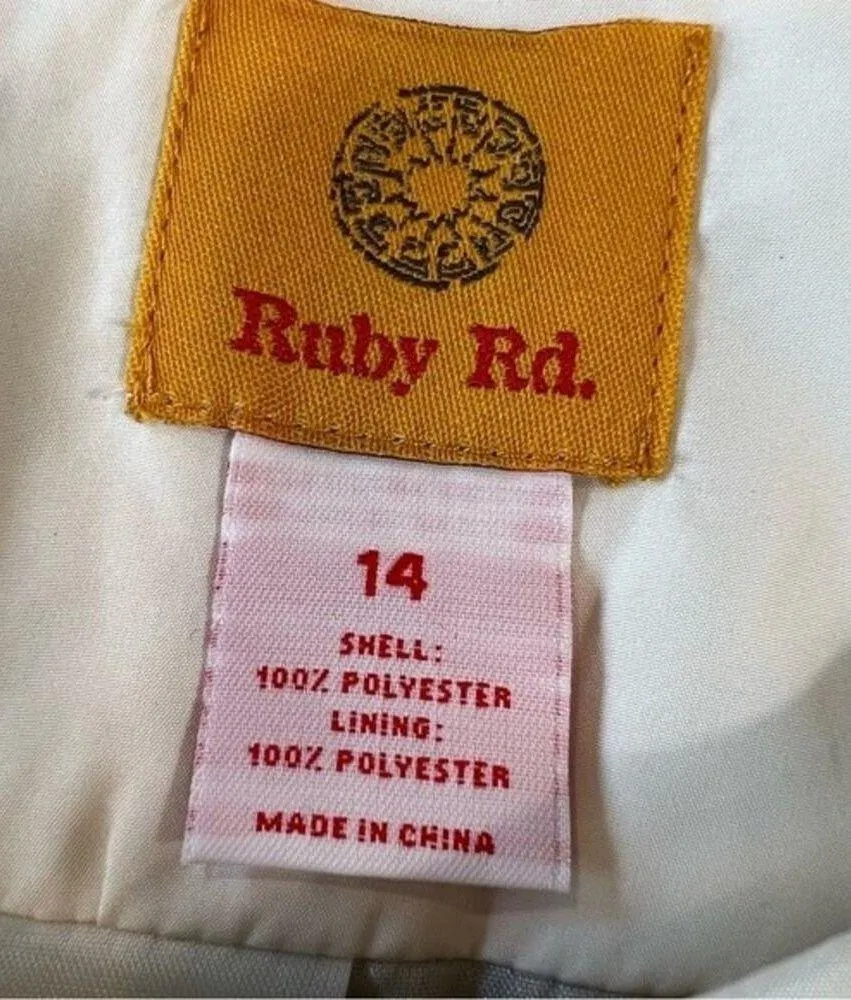 Ruby Rd.
14
SHELL:
100% POLYESTER
LINING:
100% POLYESTER
MADE IN CHINA